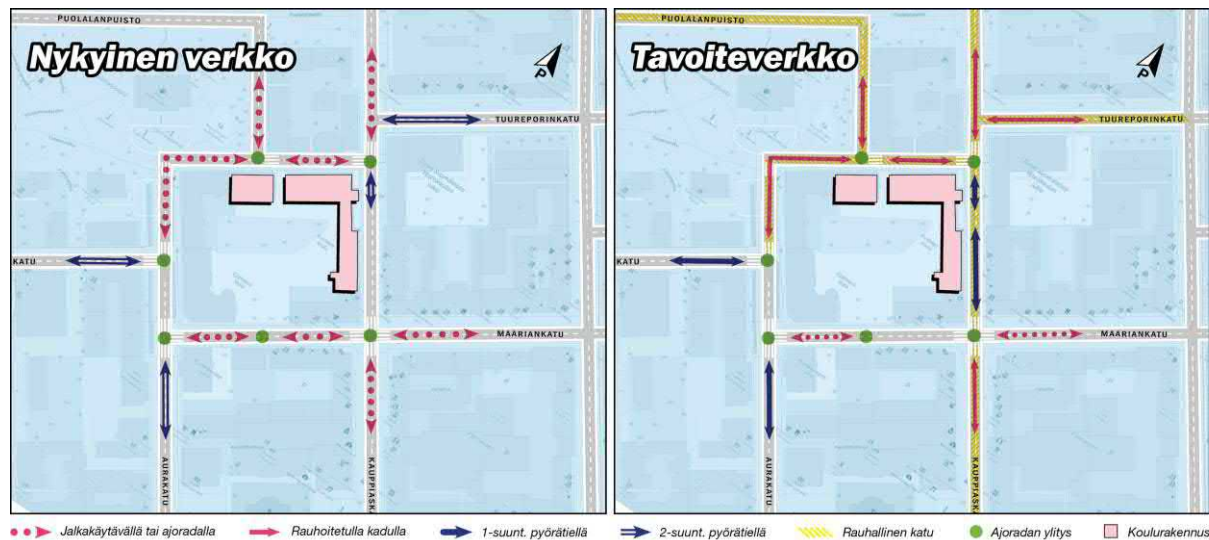 PUOLALANPUISTO
Nykyinen verkko
P
TUUREPORINKATU
KATU
MAARIANKATU
AURAKATU
KAUPPIASK
PUOLALANPUISTO
Tavoiteverkko
P
TUUREPORINKATU
KATU
MAARIANKATU
AURAKATU
KAUPPIASK
Jalkakäytävällä tai ajoradalla
Rauhoitetulla kadulla
1-suunt. pyörätiellä
2-suunt. pyörätiellä
Rauhallinen katu
Ajoradan ylitys
Koulurakennus